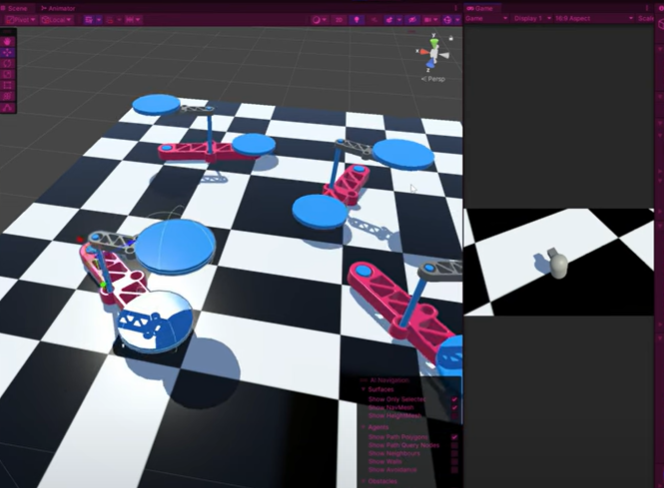 Scene Animator
Pivot Local
Persp
Game
Game Display 1 16:9 Aspect Scale
AI Navigation
Surfaces
Show Only Selected
Show NavMesh
Show HeightMesh
Agents
Show Path Polygons
Show Path Query Nodes
Show Neighbours
Show Walls
Show Avoidance
Obstacles